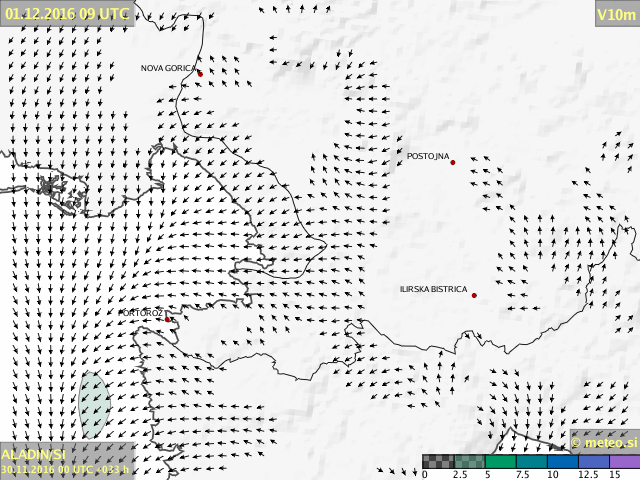 01.12.2016 09 UTC
V10m
NOVA GORICA
POSTOJNA
ILIRSKA BISTRICA
PORTOROZ
© meteo.si
ALADIN/SI
30.11.2016 00 UTC +033 h
0 2.5 5 7.5 10 12.5 15